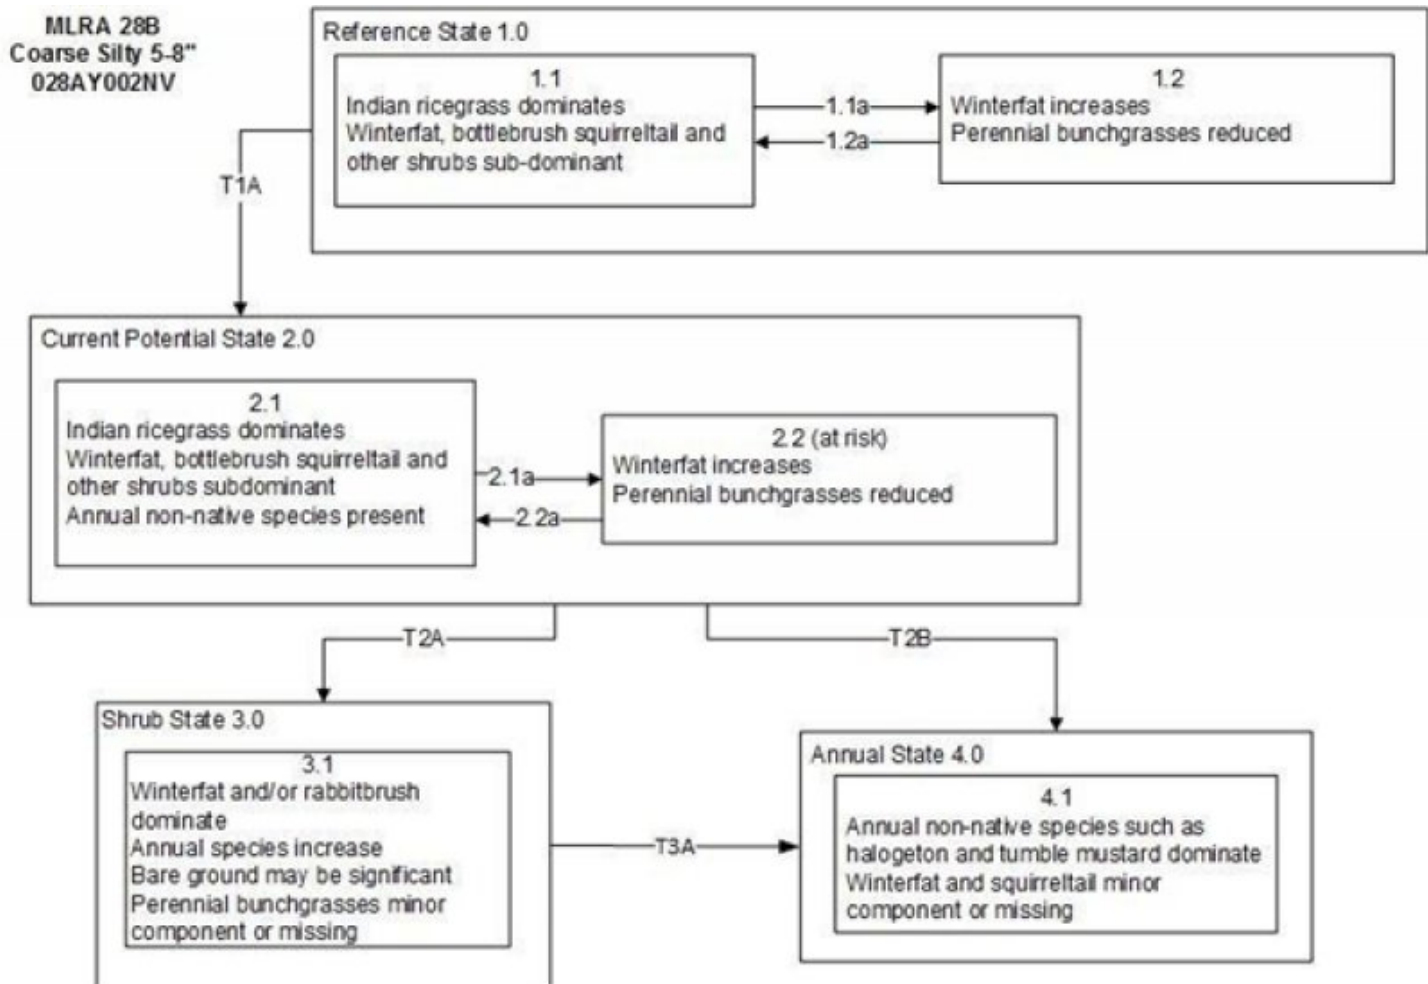 MLRA 28B
Coarse Silty 5-8"
028AY002NV
Reference State 1.0
1.1
Indian ricegrass dominates
Winterfat, bottlebrush squirreltail and
other shrubs sub-dominant
1.1a
1.2a
1.2
Winterfat increases
Perennial bunchgrasses reduced
T1A
Current Potential State 2.0
2.1
Indian ricegrass dominates
Winterfat, bottlebrush squirreltail and
other shrubs subdominant
Annual non-native species present
2.1a
2.2a
2.2 (at risk)
Winterfat increases
Perennial bunchgrasses reduced
T2A
T2B
Shrub State 3.0
3.1
Winterfat and/or rabbitbrush
dominate
Annual species increase
Bare ground may be significant
Perennial bunchgrasses minor
component or missing
T3A
Annual State 4.0
4.1
Annual non-native species such as
halogeton and tumble mustard dominate
Winterfat and squirreltail minor
component or missing